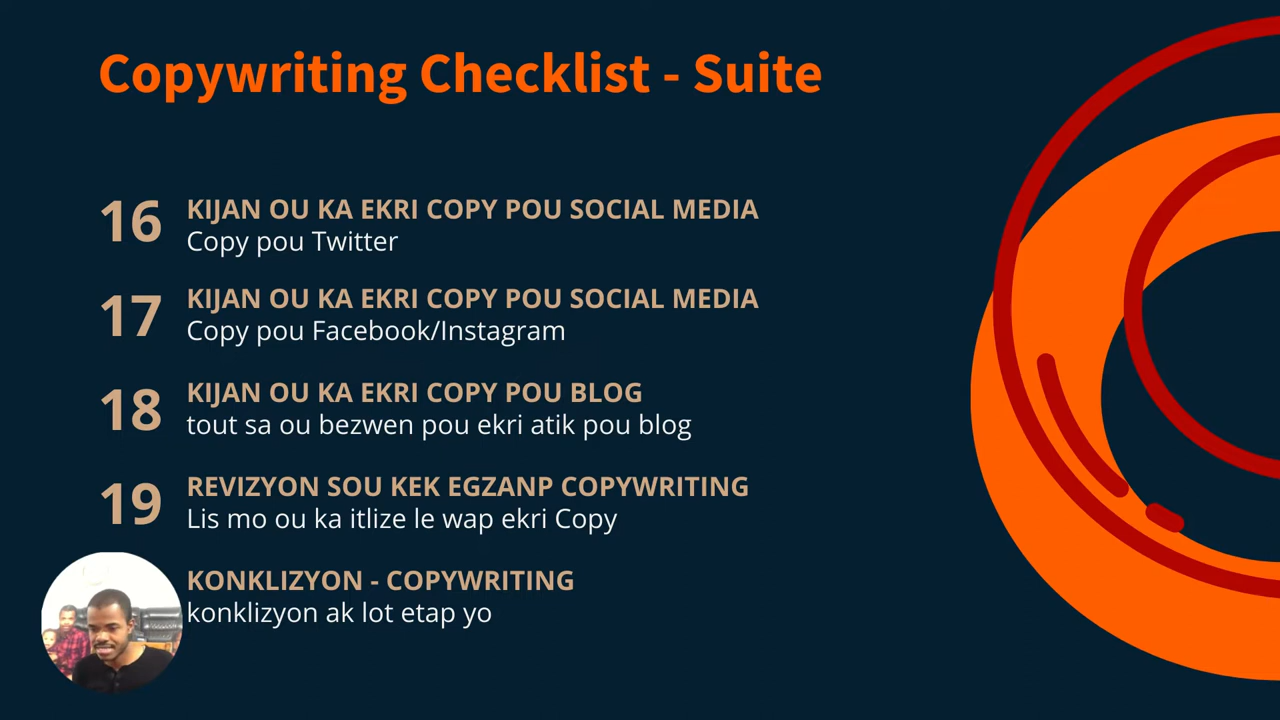 Copywriting Checklist - Suite
16
KIJAN OU KA EKRI COPY POU SOCIAL MEDIA
Copy pou Twitter
17
KIJAN OU KA EKRI COPY POU SOCIAL MEDIA
Copy pou Facebook/Instagram
18
KIJAN OU KA EKRI COPY POU BLOG
tout sa ou bezwen pou ekri atik pou blog
19
REVIZYON SOU KEK EGZANP COPYWRITING
Lis mo ou ka itlize le wap ekri Copy
KONKLIZYON - COPYWRITING
konklizyon ak lot etap yo